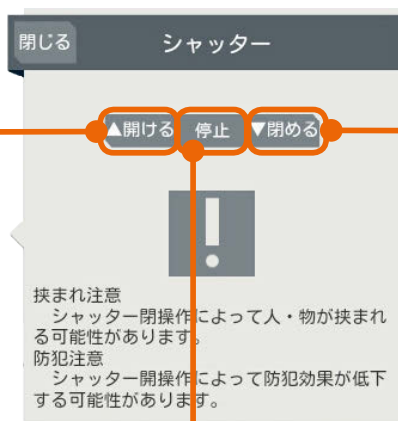 閉じる シャッター
▲開ける 停止 ▼閉める
挟まれ注意
　シャッター閉操作によって人・物が挟まれ
る可能性があります。
防犯注意
　シャッター開操作によって防犯効果が低下
する可能性があります。